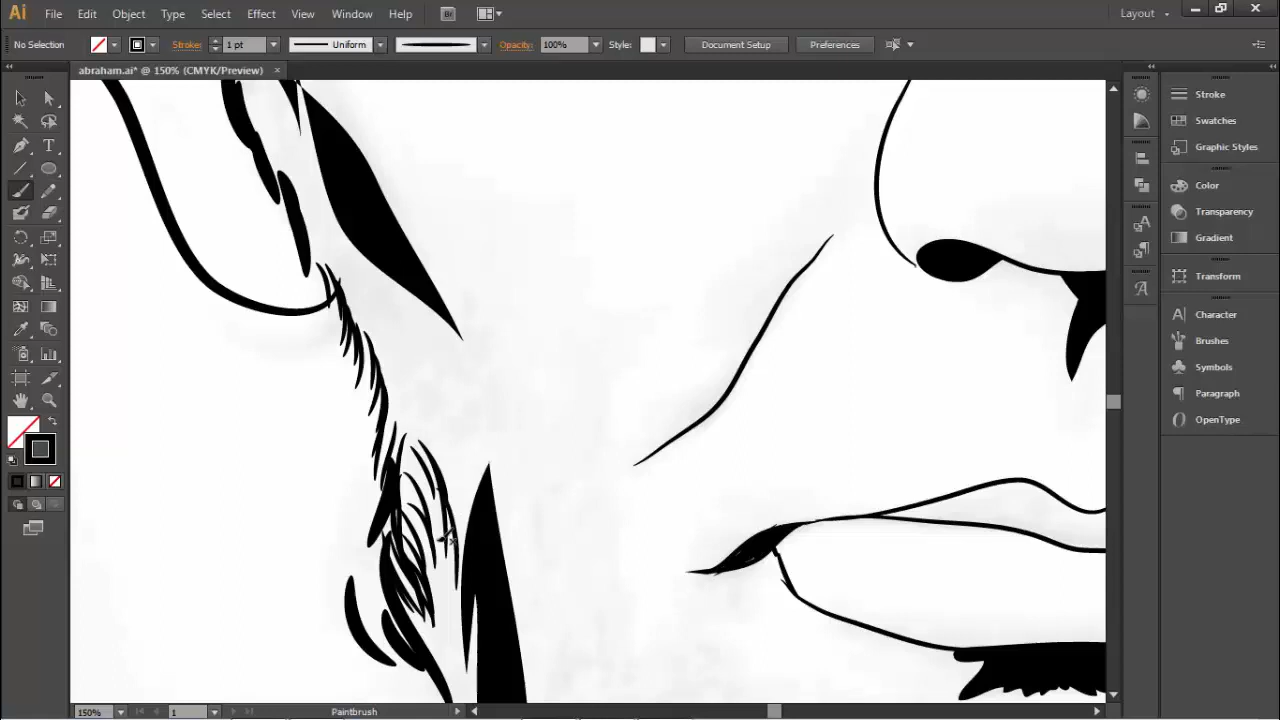 Ai File Edit Object Type Select Effect View Window Help Br Layout
No Selection Stroke: 1 pt Uniform Opacity: 100% Style: Document Setup Preferences
abraham.ai* @ 150% (CMYK/Preview) ×
Stroke
Swatches
Graphic Styles
Color
Transparency
Gradient
Transform
Character
Brushes
Symbols
Paragraph
OpenType
150% 1 Paintbrush